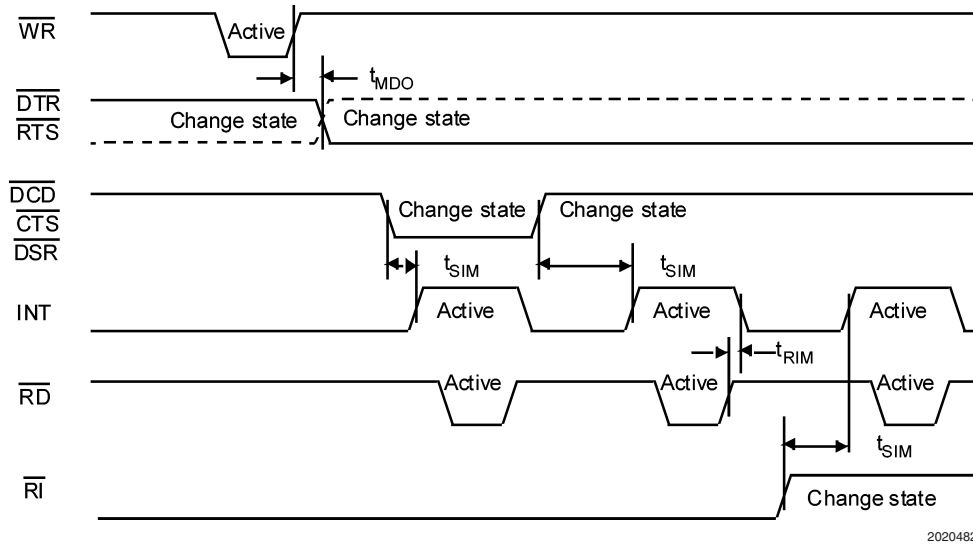 WR Active
tMDO
DTR
RTS Change state Change state
DCD
CTS Change state Change state
DSR
tSIM tSIM
INT Active Active Active
tRIM
RD Active Active Active
tSIM
RI Change state
2020482